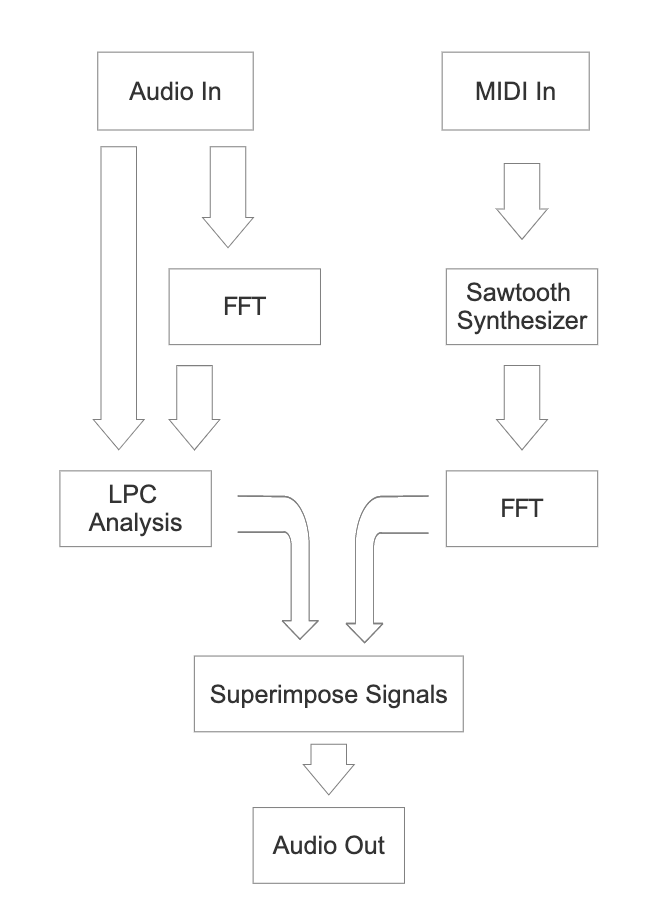 Audio In
MIDI In
FFT
Sawtooth
Synthesizer
LPC
Analysis
FFT
Superimpose Signals
Audio Out